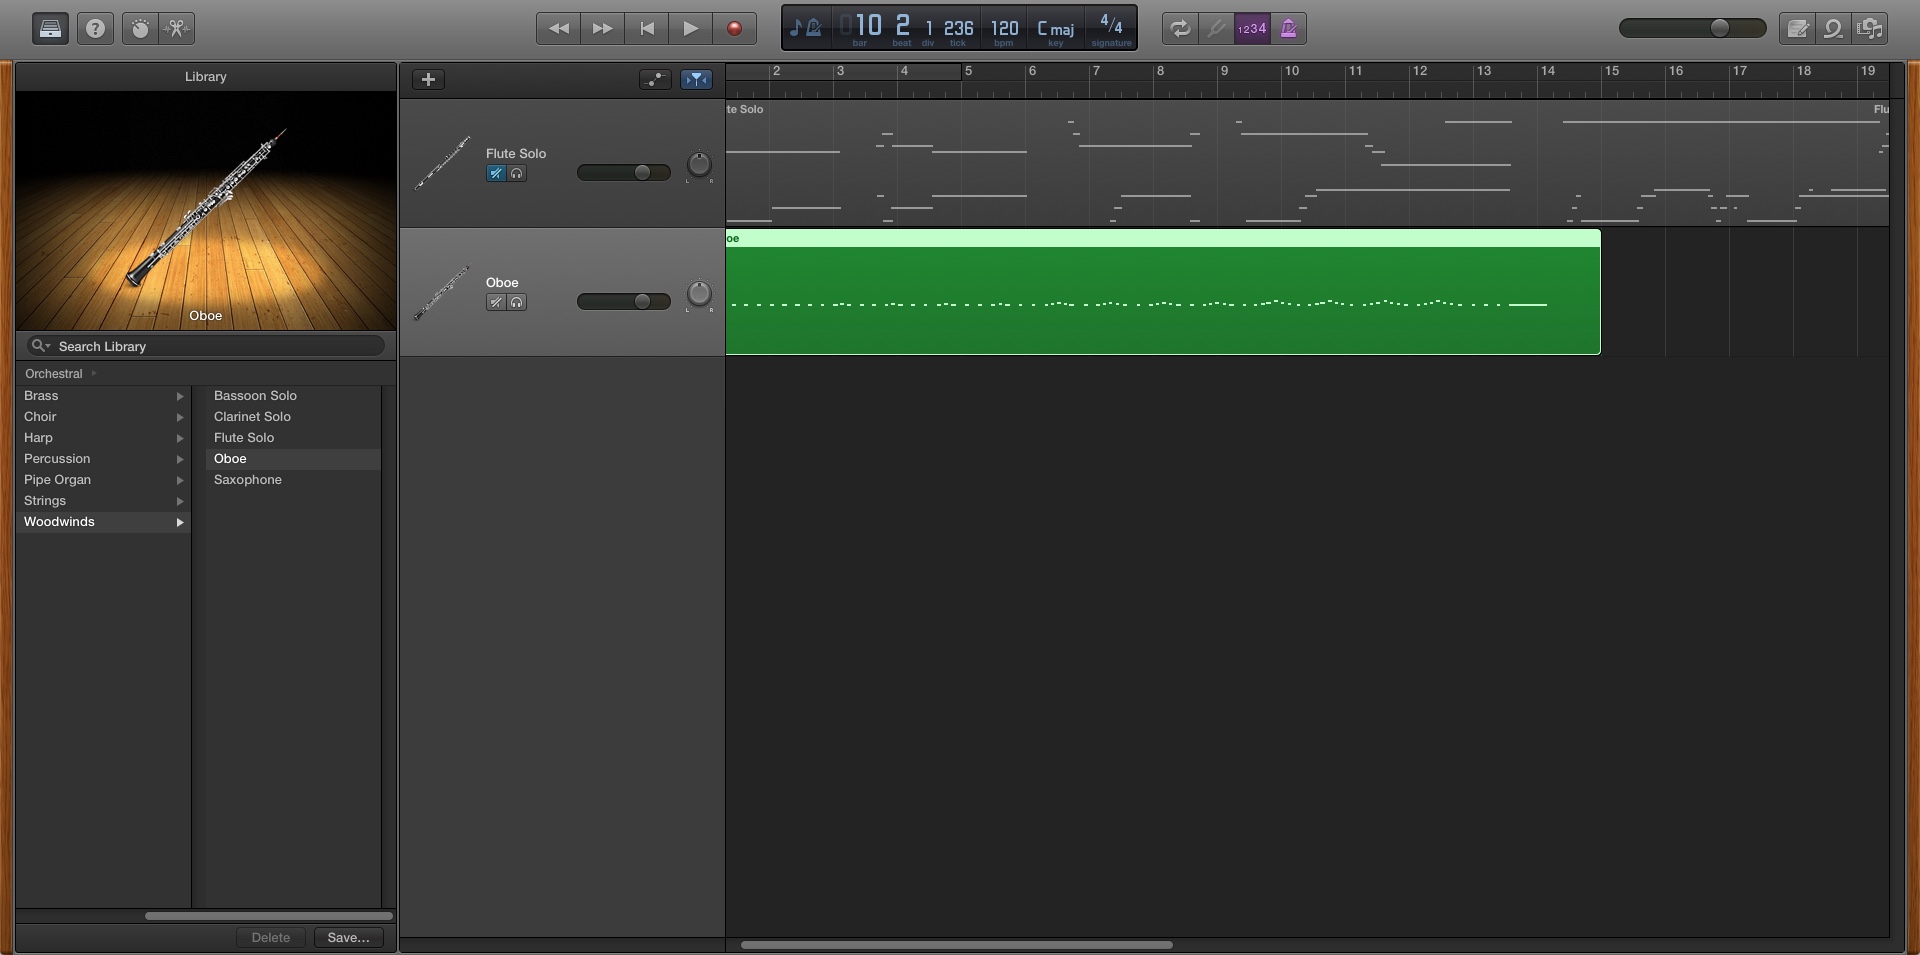 10 2 1 236 120 C maj 4/4
bar beat div tick bpm key signature
1234
Library
Oboe
Search Library
Orchestral
Brass
Choir
Harp
Percussion
Pipe Organ
Strings
Woodwinds
Bassoon Solo
Clarinet Solo
Flute Solo
Oboe
Saxophone
Delete
Save...
2 3 4 5 6 7 8 9 10 11 12 13 14 15 16 17 18 19
Flute Solo
L R
te Solo
Flu
Oboe
L R
oe